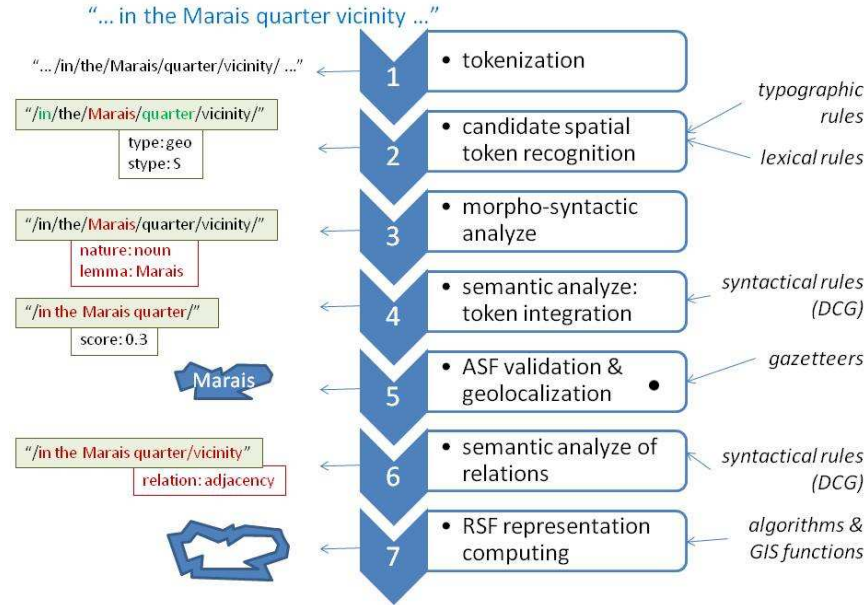 “... in the Marais quarter vicinity ...”
“... /in/the/Marais/quarter/vicinity/ ...”
1
• tokenization
“/in/the/Marais/quarter/vicinity/”
type: geo
stype: S
2
• candidate spatial
token recognition
typographic
rules
lexical rules
“/in/the/Marais/quarter/vicinity/”
nature: noun
lemma: Marais
3
• morpho-syntactic
analyze
“/in the Marais quarter/”
score: 0.3
4
• semantic analyze:
token integration
syntactical rules
(DCG)
Marais
5
• ASF validation &
geolocalization •
gazetteers
“/in the Marais quarter/vicinity”
relation: adjacency
6
• semantic analyze of
relations
syntactical rules
(DCG)
7
• RSF representation
computing
algorithms &
GIS functions